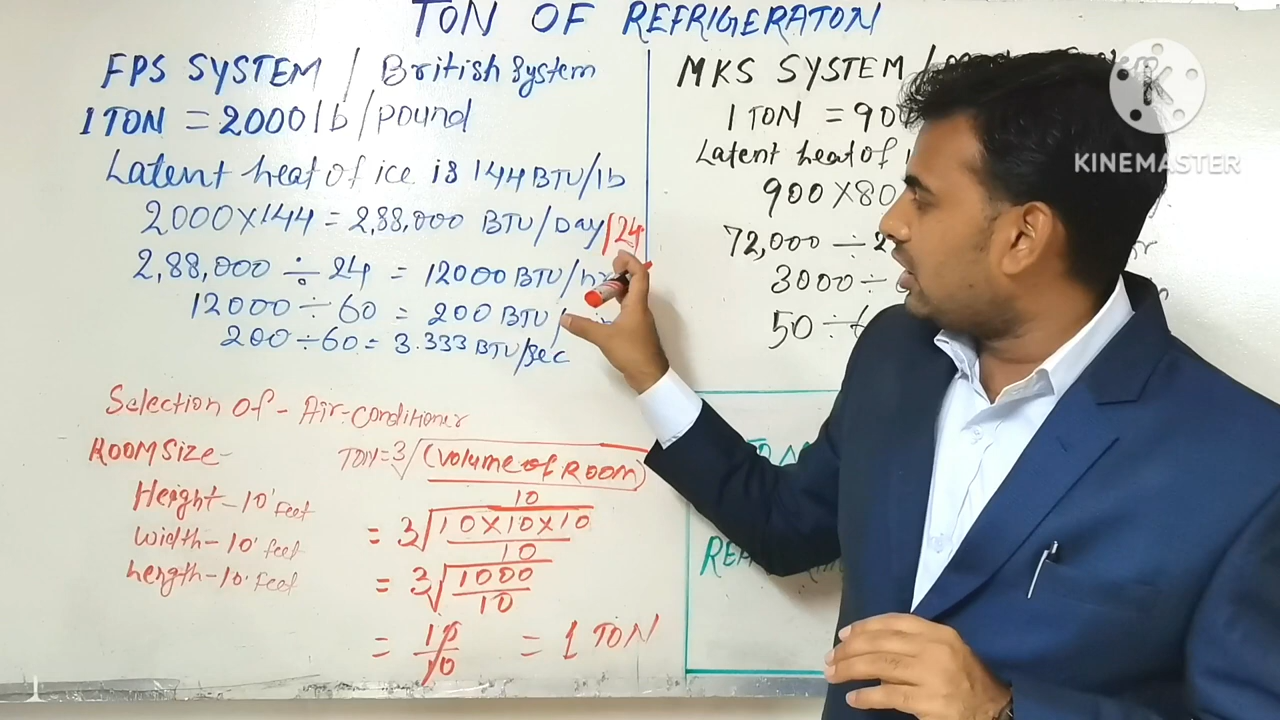 TON OF REFRIGERATON
FPS SYSTEM / British System
1 TON = 2000 lb/pound
Latent heat of ice is 144 BTU/lb
2000 X 144 = 2,88,000 BTU/Day/24
2,88,000 ÷ 24 = 12000 BTU/hr
12000 ÷ 60 = 200 BTU/
200 ÷ 60 = 3.333 BTU/Sec
MKS SYSTEM /
1 TON = 90
Latent heat of i
900 X 80
72,000 ÷ 2
3000 ÷
50 ÷ 6
KINEMASTER
Selection Of - Air-Conditioner
ROOM SIZE -
Height - 10' Feet
Width - 10' feet
Length - 10' feet
TON = 3√(Volume of ROOM)
10
= 3√10 X 10 X 10
10
= 3√1000
10
= 10
10
= 1 TON